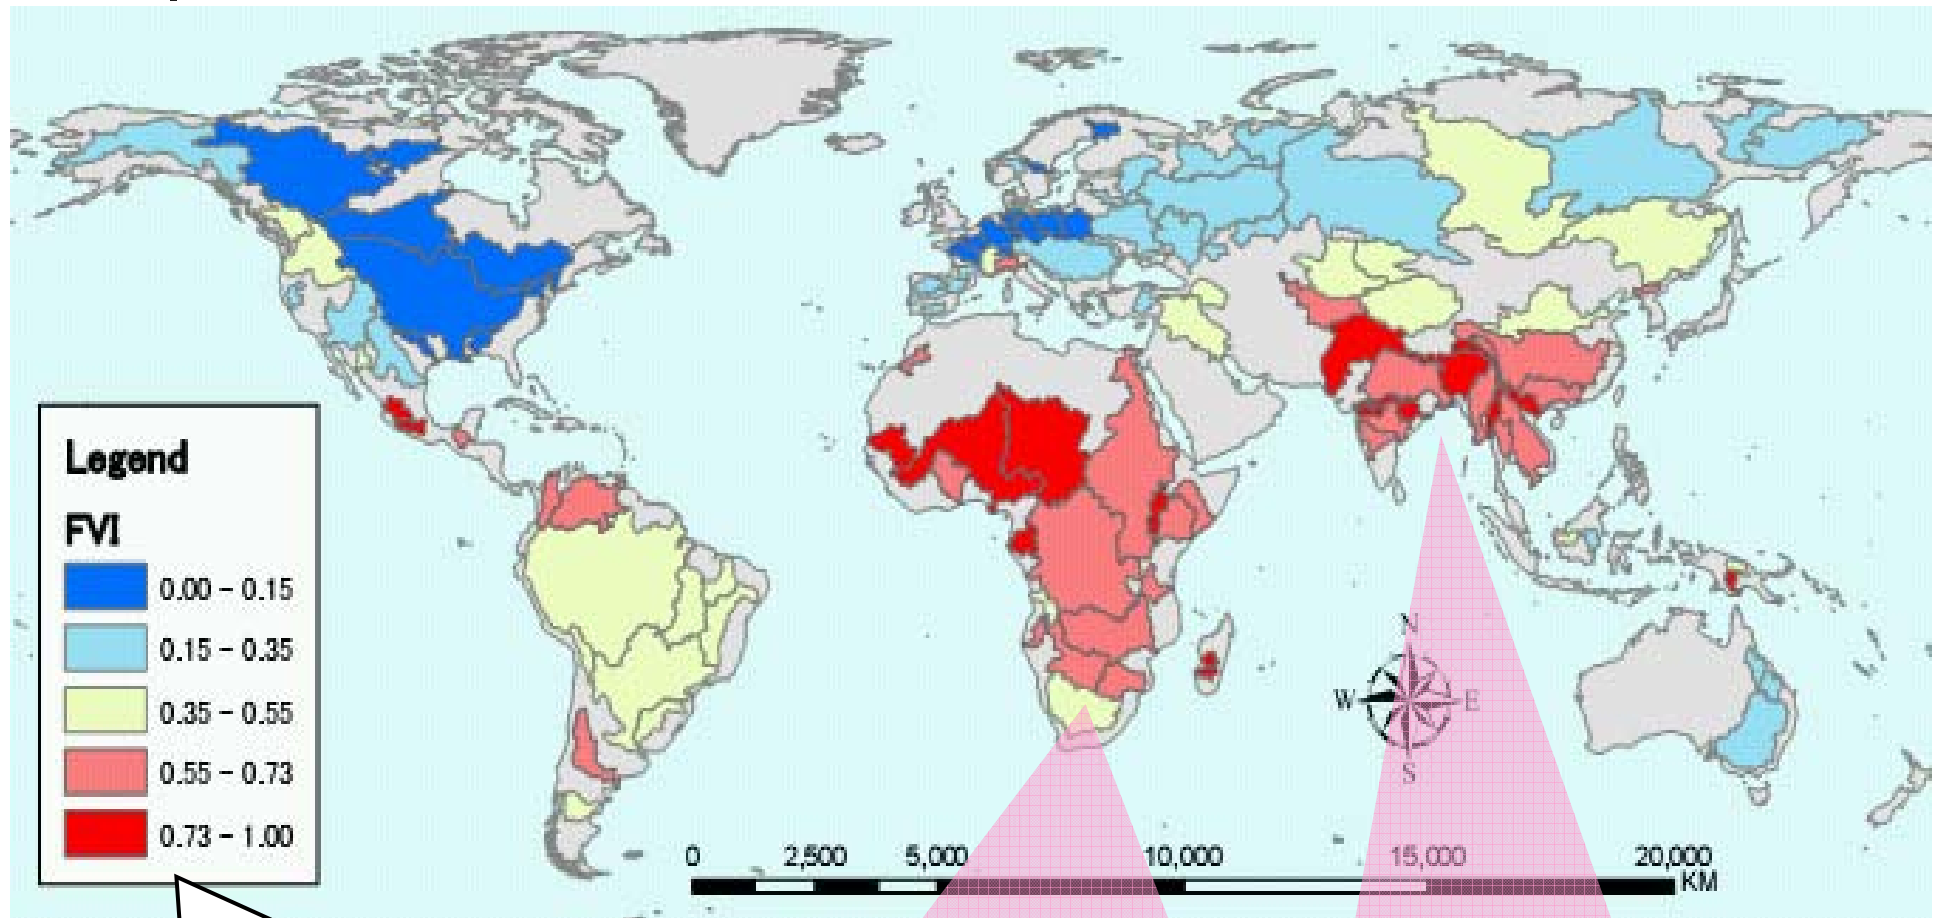 Legend
FVI
0.00 - 0.15
0.15 - 0.35
0.35 - 0.55
0.55 - 0.73
0.73 - 1.00
N
W E
S
0 2,500 5,000 10,000 15,000 20,000
KM